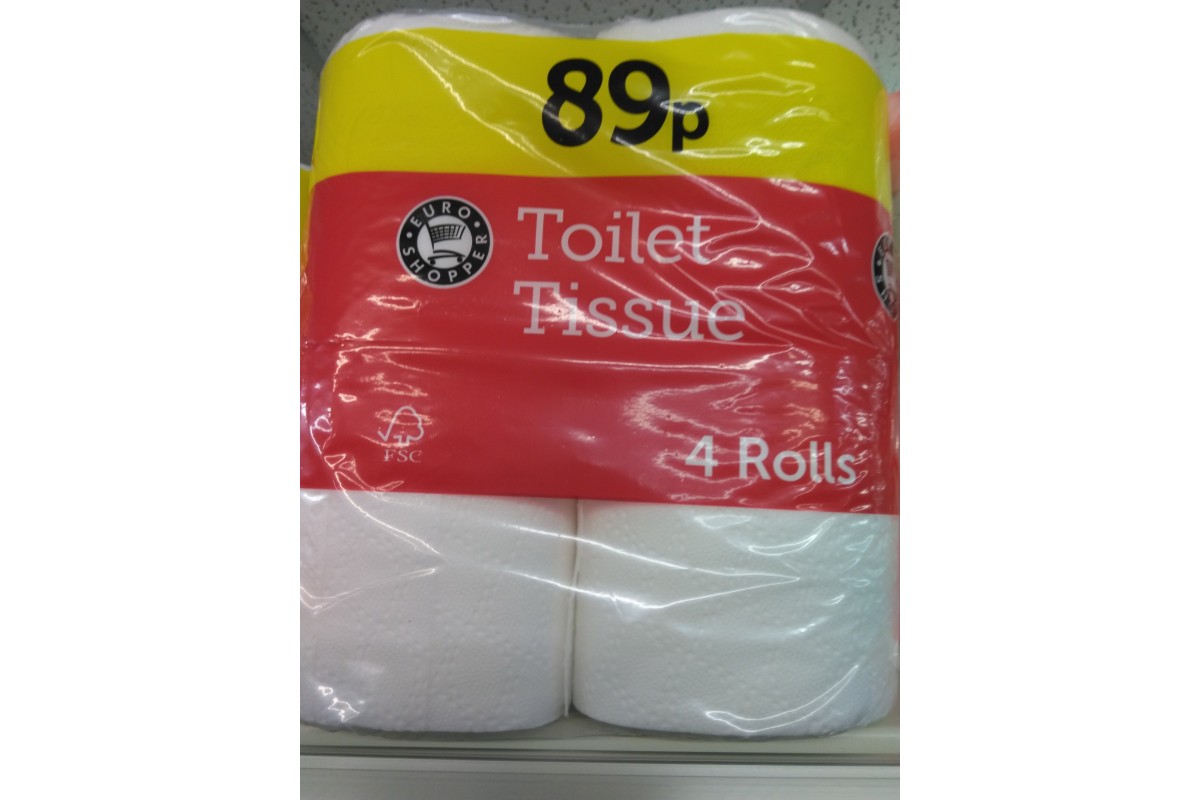 89p
EURO
SHOPPER
Toilet
Tissue
FSC
4 Rolls